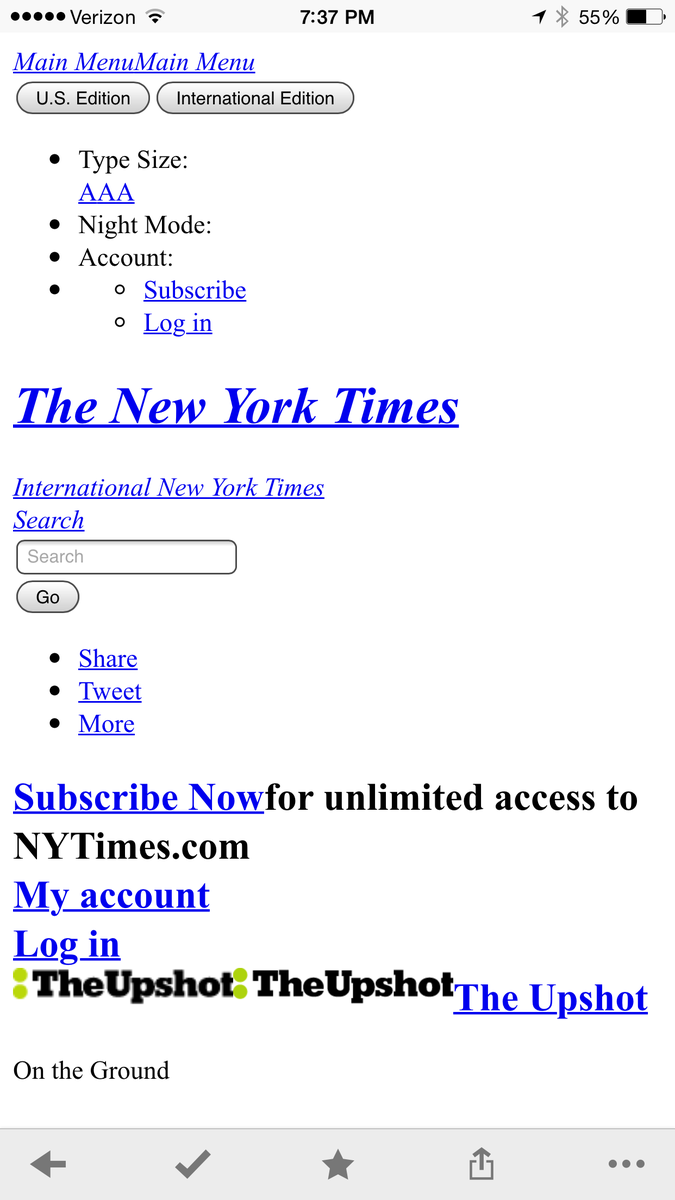 Verizon 7:37 PM 55%
Main MenuMain Menu
U.S. Edition International Edition
Type Size:
AAA
Night Mode:
Account:
Subscribe
Log in
The New York Times
International New York Times
Search
Search
Go
Share
Tweet
More
Subscribe Nowfor unlimited access to
NYTimes.com
My account
Log in
TheUpshot TheUpshot The Upshot
On the Ground